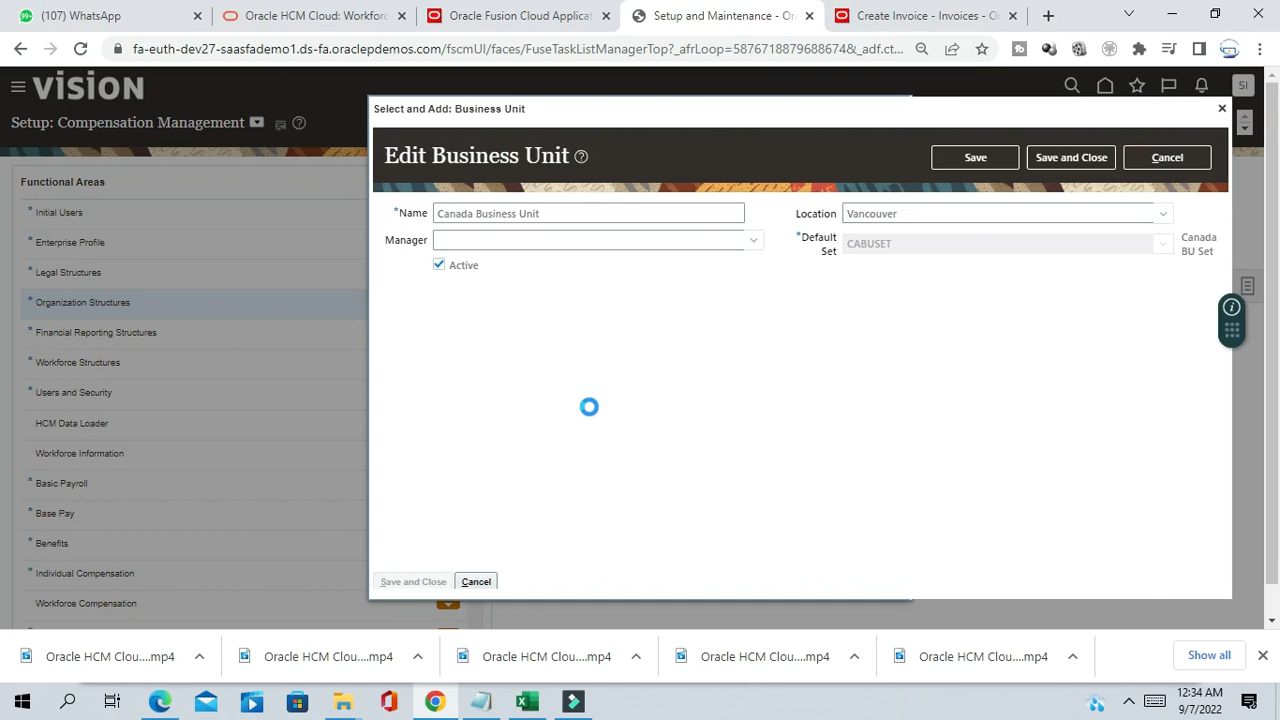 (107) WhatsApp
Oracle HCM Cloud: Workforc
Oracle Fusion Cloud Applicat
Setup and Maintenance - Ora
Create Invoice - Invoices - Or
fa-euth-dev27-saasfademo1.ds-fa.oraclepdemos.com/fscmUI/faces/FuseTaskListManagerTop?_afrLoop=58767188796886748&_adf.ct...
VISION
SI
Setup: Compensation Management
Functional Areas
* Initial Users
* Enterprise Profile
* Legal Structures
* Organization Structures
* Financial Reporting Structures
* Workforce Structures
* Users and Security
HCM Data Loader
Workforce Information
* Basic Payroll
* Base Pay
* Benefits
* Individual Compensation
Workforce Compensation
Select and Add: Business Unit
Edit Business Unit
Save
Save and Close
Cancel
*Name Canada Business Unit
Manager
Active
Location Vancouver
*Default Set CABUSET
Canada BU Set
Save and Close
Cancel
Oracle HCM Clou....mp4
Oracle HCM Clou....mp4
Oracle HCM Clou....mp4
Oracle HCM Clou....mp4
Oracle HCM Clou....mp4
Show all
12:34 AM
9/7/2022